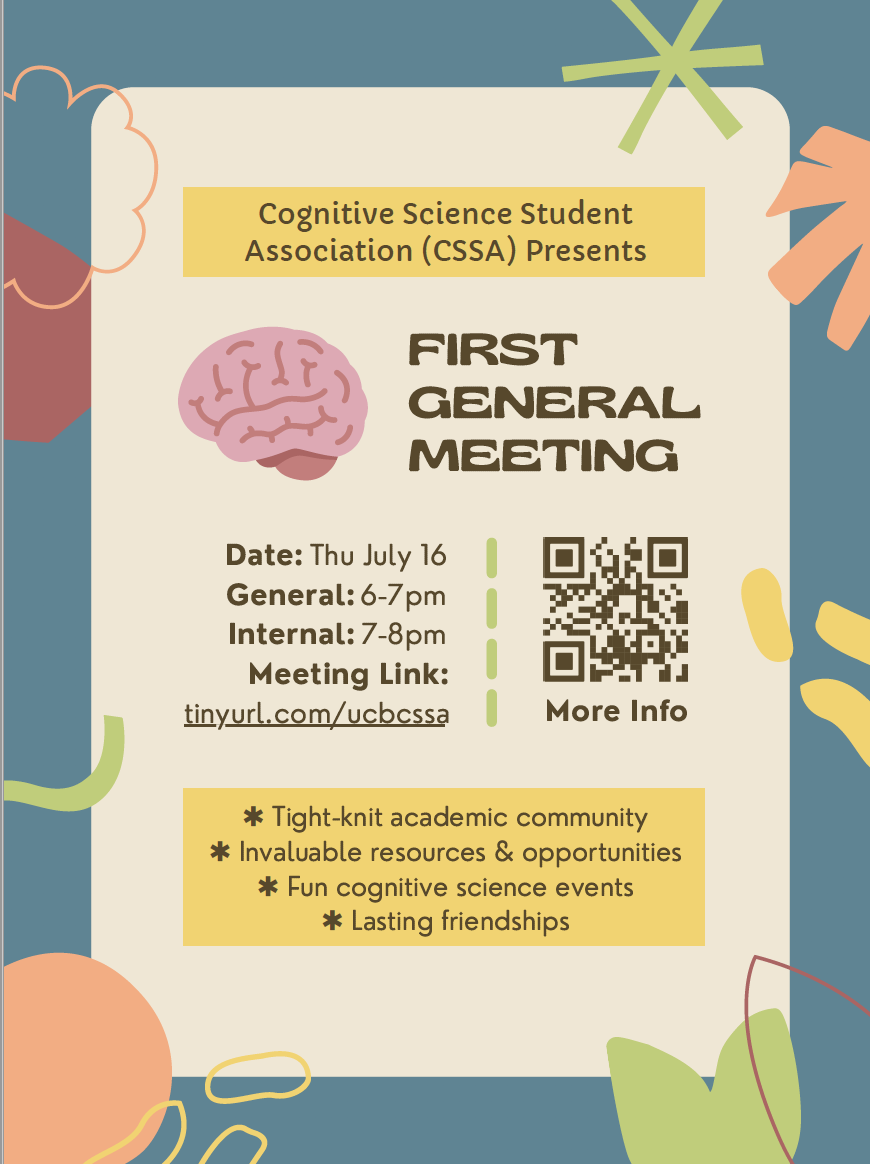 Cognitive Science Student
Association (CSSA) Presents
FIRST
GENERAL
MEETING
Date: Thu July 16
General: 6-7pm
Internal: 7-8pm
Meeting Link:
tinyurl.com/ucbcssa
More Info
✱ Tight-knit academic community
✱ Invaluable resources & opportunities
✱ Fun cognitive science events
✱ Lasting friendships